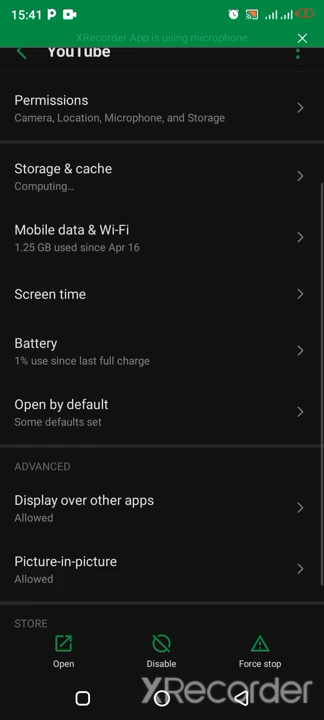 15:41
XRecorder App is using microphone
YouTube
Permissions
Camera, Location, Microphone, and Storage
Storage & cache
Computing...
Mobile data & Wi-Fi
1.25 GB used since Apr 16
Screen time
Battery
1% use since last full charge
Open by default
Some defaults set
ADVANCED
Display over other apps
Allowed
Picture-in-picture
Allowed
STORE
Open Disable Force stop
XRecorder